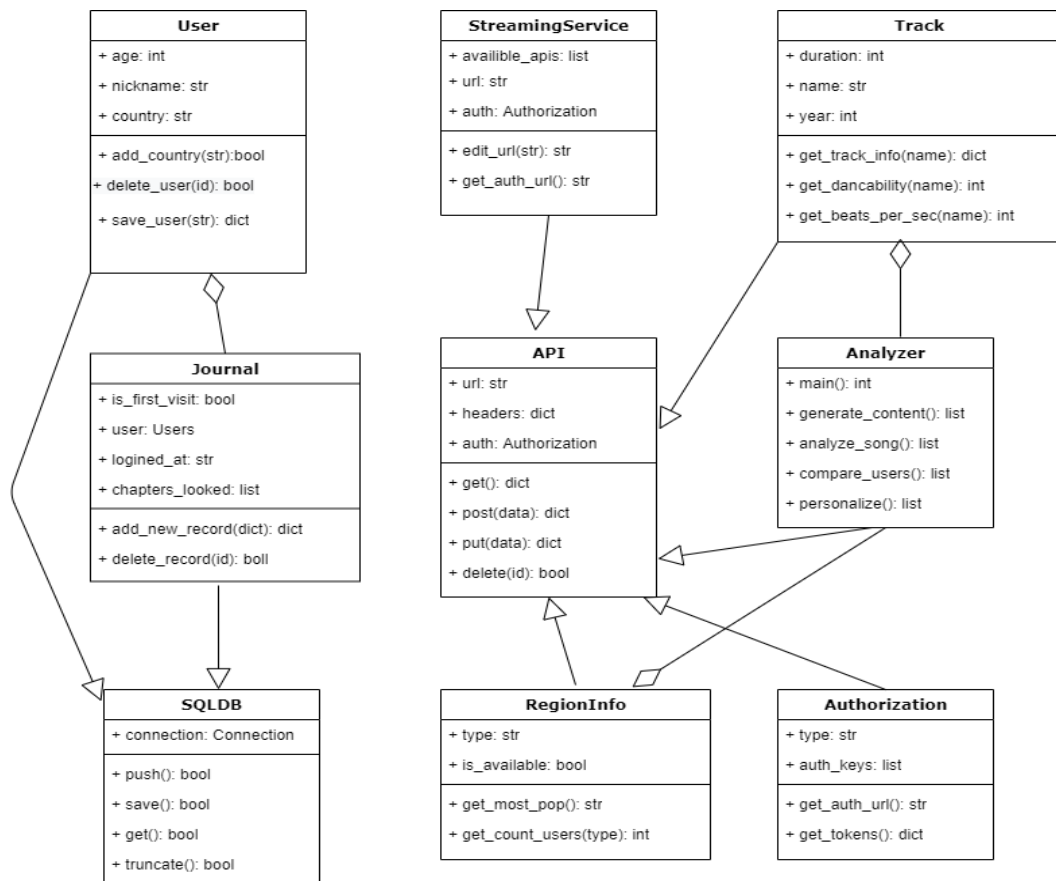 User
+ age: int
+ nickname: str
+ country: str
+ add_country(str):bool
+ delete_user(id): bool
+ save_user(str): dict
StreamingService
+ availible_apis: list
+ url: str
+ auth: Authorization
+ edit_url(str): str
+ get_auth_url(): str
Track
+ duration: int
+ name: str
+ year: int
+ get_track_info(name): dict
+ get_dancability(name): int
+ get_beats_per_sec(name): int
Journal
+ is_first_visit: bool
+ user: Users
+ logined_at: str
+ chapters_looked: list
+ add_new_record(dict): dict
+ delete_record(id): boll
API
+ url: str
+ headers: dict
+ auth: Authorization
+ get(): dict
+ post(data): dict
+ put(data): dict
+ delete(id): bool
Analyzer
+ main(): int
+ generate_content(): list
+ analyze_song(): list
+ compare_users(): list
+ personalize(): list
SQLDB
+ connection: Connection
+ push(): bool
+ save(): bool
+ get(): bool
+ truncate(): bool
RegionInfo
+ type: str
+ is_available: bool
+ get_most_pop(): str
+ get_count_users(type): int
Authorization
+ type: str
+ auth_keys: list
+ get_auth_url(): str
+ get_tokens(): dict